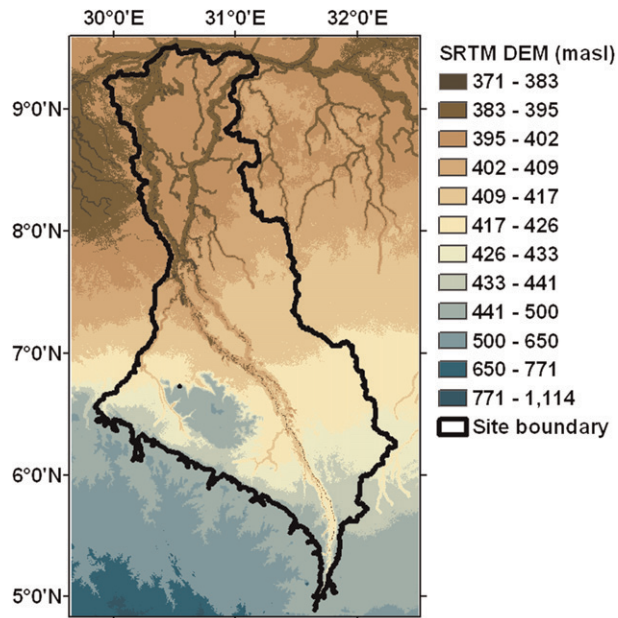 30°0'E 31°0'E 32°0'E
SRTM DEM (masl)
371 - 383
383 - 395
395 - 402
402 - 409
409 - 417
417 - 426
426 - 433
433 - 441
441 - 500
500 - 650
650 - 771
771 - 1,114
Site boundary
9°0'N
8°0'N
7°0'N
6°0'N
5°0'N